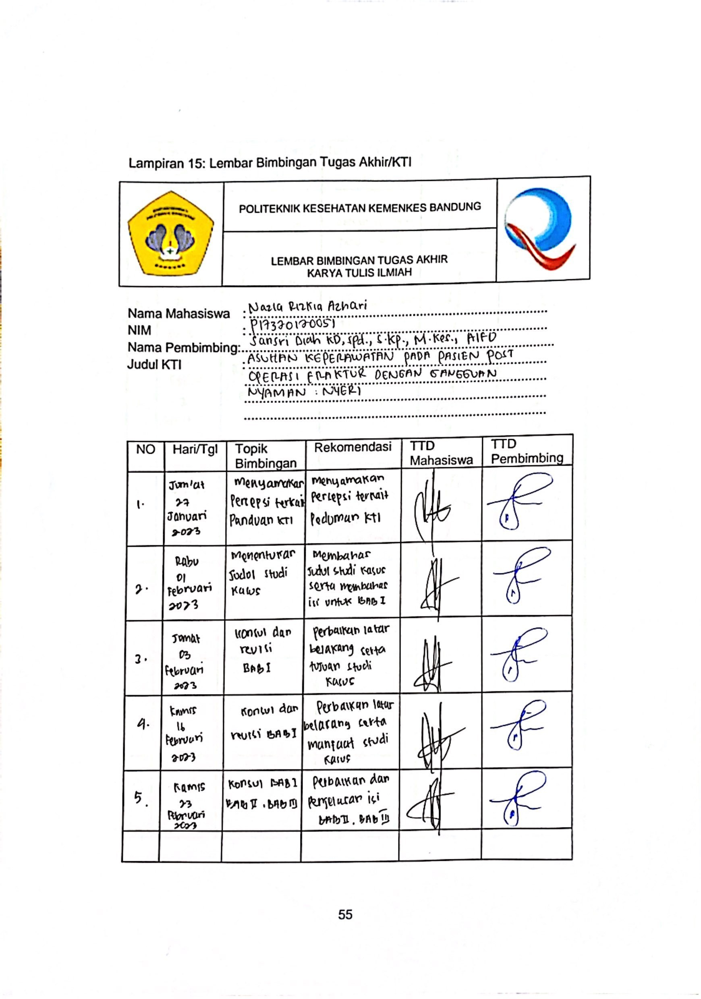 Lampiran 15: Lembar Bimbingan Tugas Akhir/KTI
POLITEKNIK KESEHATAN KEMENKES BANDUNG
LEMBAR BIMBINGAN TUGAS AKHIR
KARYA TULIS ILMIAH
Nama Mahasiswa : Nazla Rizkia Azhari
NIM : P17320120051
Nama Pembimbing: Sansri Diah KD, Spd., S.Kp., M.Kes., AIFO
Judul KTI : ASUHAN KEPERAWATAN PADA PASIEN POST
OPERASI FRAKTUR DENGAN GANGGUAN
NYAMAN : NYERI
NO Hari/Tgl Topik Bimbingan Rekomendasi TTD Mahasiswa TTD Pembimbing
1.
Jum'at
27
Januari
2023
Menyamakan
Persepsi terkait
Panduan KTI
Menyamakan
Persepsi terkait
Pedoman KTI
2.
Rabu
01
Februari
2023
Menentukan
Judul studi
Kasus
Membahas
Judul studi Kasus
serta membahas
isi untuk BAB I
3.
Jumat
03
Februari
2023
Konsul dan
revisi
BAB I
Perbaikan latar
belakang serta
tujuan studi
Kasus
4.
Kamis
16
Februari
2023
Konsul dan
revisi BAB I
Perbaikan latar
belakang serta
manfaat studi
Kasus
5.
Kamis
23
Februari
2023
Konsul BAB I
BAB II . BAB III
Perbaikan dan
Penjelasan isi
BAB II . BAB III
55